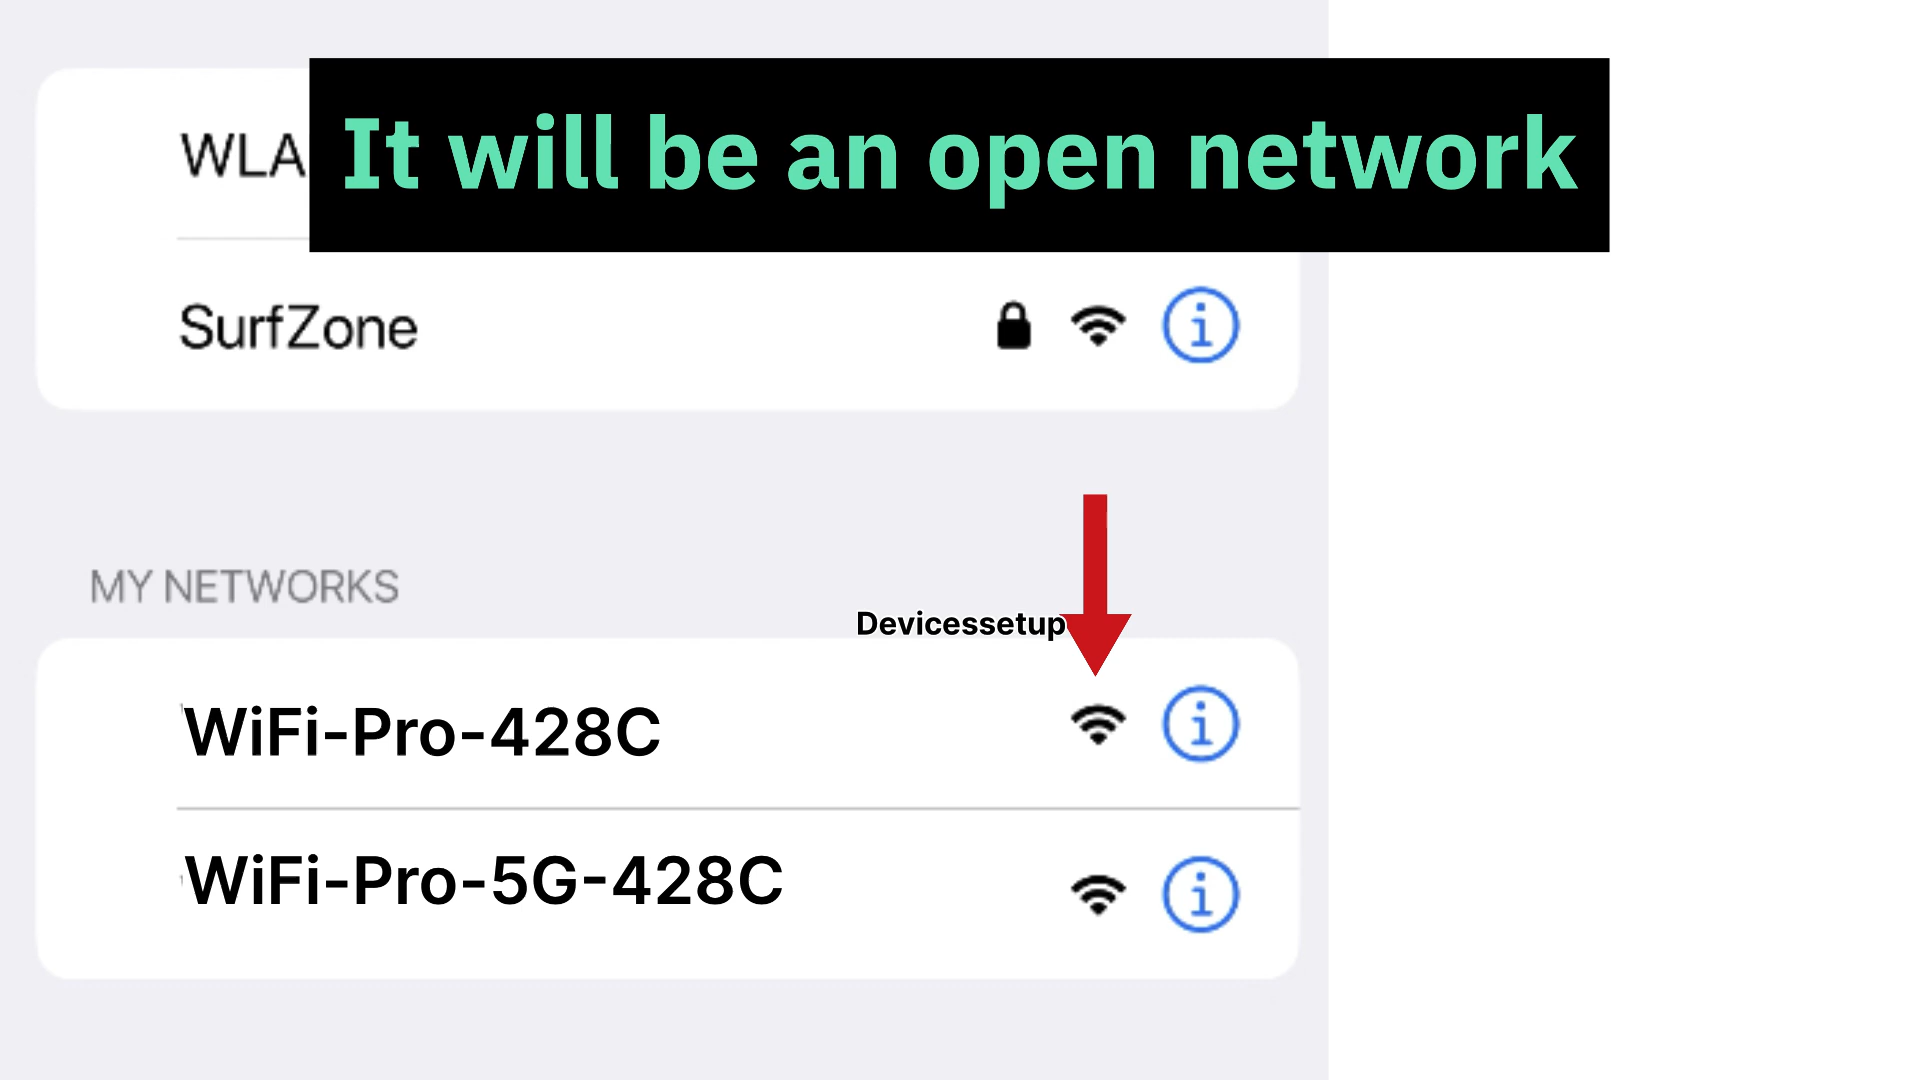 It will be an open network
WLA
SurfZone
MY NETWORKS
Devicessetup
WiFi-Pro-428C
WiFi-Pro-5G-428C